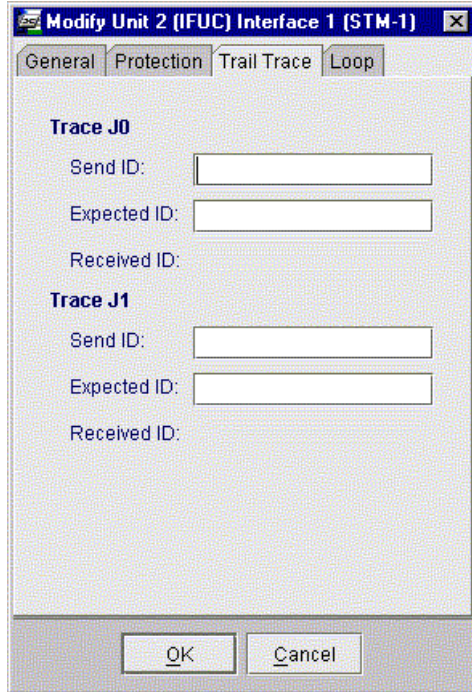 Modify Unit 2 (IFUC) Interface 1 (STM-1)
General Protection Trail Trace Loop
Trace J0
Send ID:
Expected ID:
Received ID:
Trace J1
Send ID:
Expected ID:
Received ID:
OK Cancel